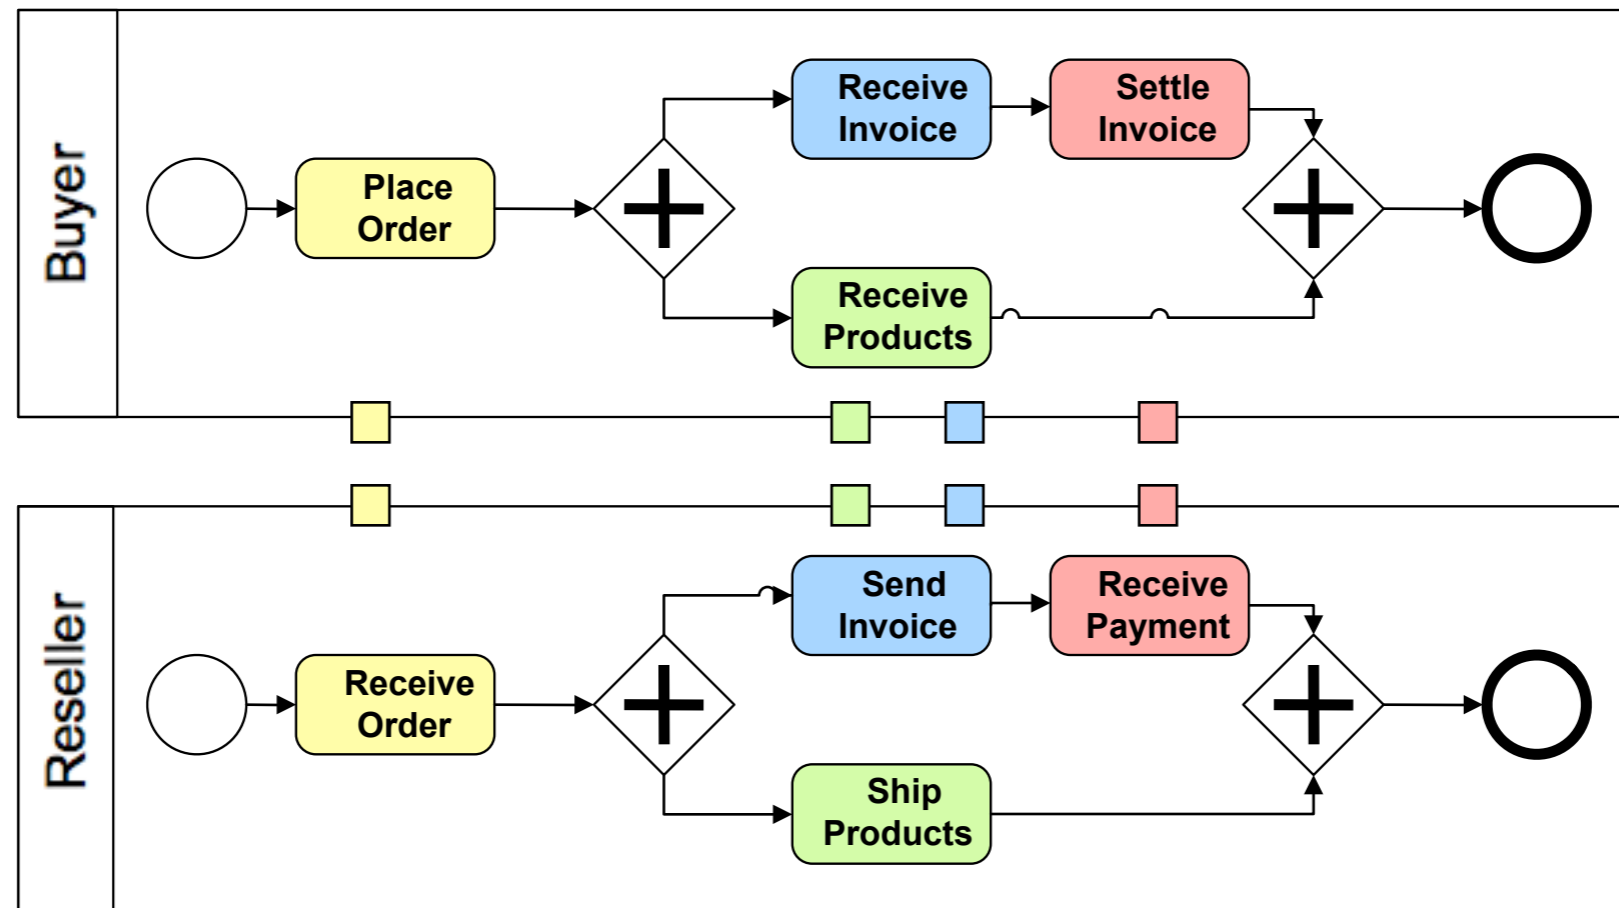 Buyer
Place
Order
Receive
Invoice
Settle
Invoice
Receive
Products
Reseller
Receive
Order
Send
Invoice
Receive
Payment
Ship
Products